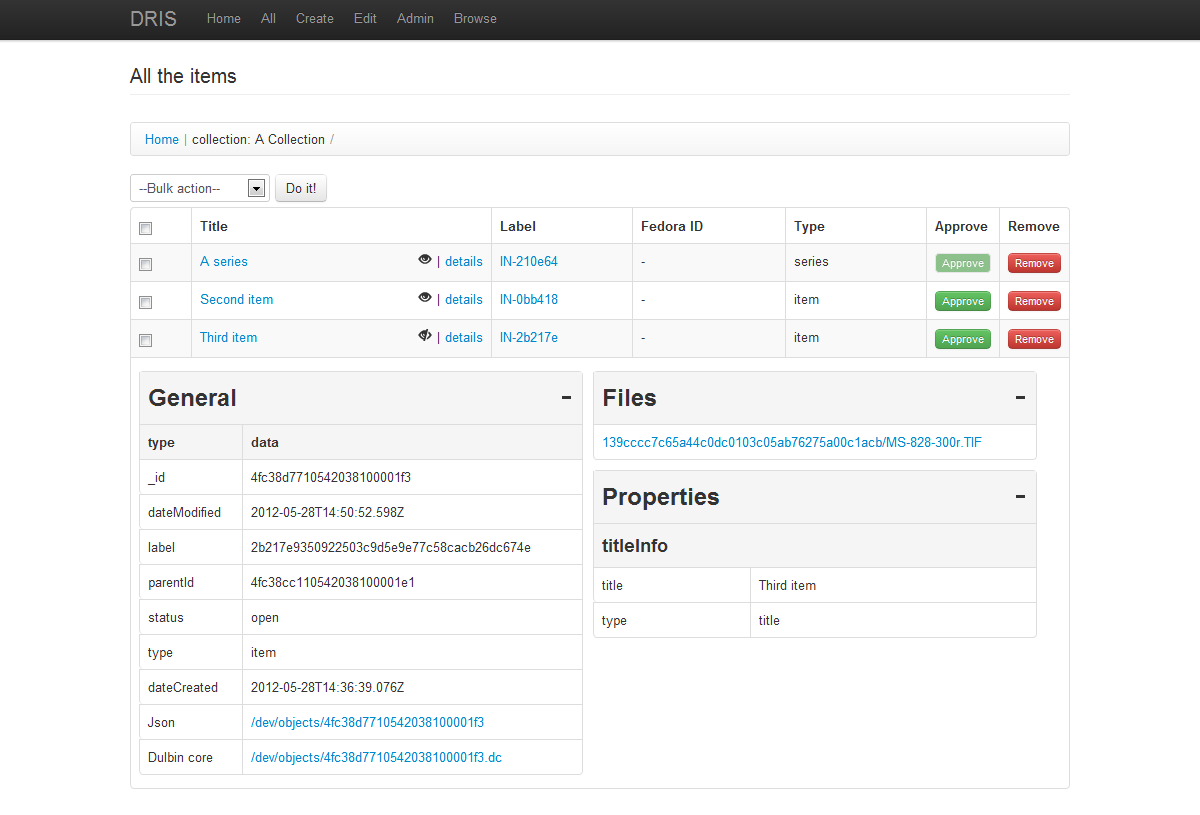 DRIS Home All Create Edit Admin Browse
All the items
Home | collection: A Collection /
--Bulk action-- Do it!
Title Label Fedora ID Type Approve Remove
A series | details IN-210e64 - series Approve Remove
Second item | details IN-0bb418 - item Approve Remove
Third item | details IN-2b217e - item Approve Remove
General
type data
_id 4fc38d7710542038100001f3
dateModified 2012-05-28T14:50:52.598Z
label 2b217e9350922503c9d5e9e77c58cacb26dc674e
parentId 4fc38cc110542038100001e1
status open
type item
dateCreated 2012-05-28T14:36:39.076Z
Json /dev/objects/4fc38d7710542038100001f3
Dulbin core /dev/objects/4fc38d7710542038100001f3.dc
Files
139cccc7c65a44c0dc0103c05ab76275a00c1acb/MS-828-300r.TIF
Properties
titleInfo
title Third item
type title